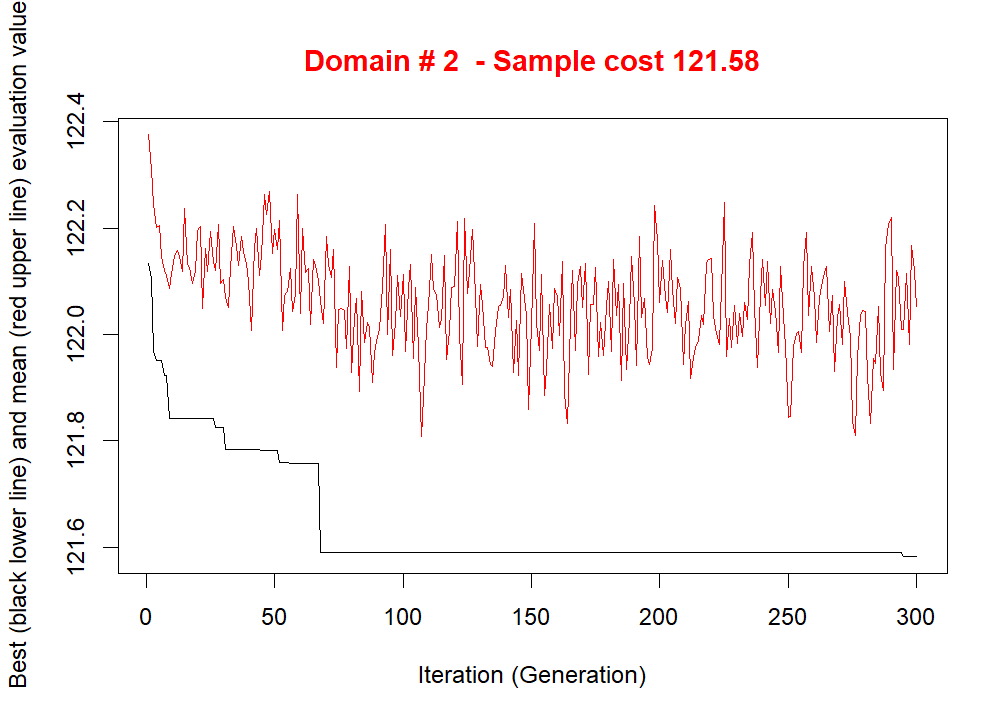 Domain # 2  - Sample cost 121.58
Best (black lower line) and mean (red upper line) evaluation value
122.4
122.2
122.0
121.8
121.6
0 50 100 150 200 250 300
Iteration (Generation)